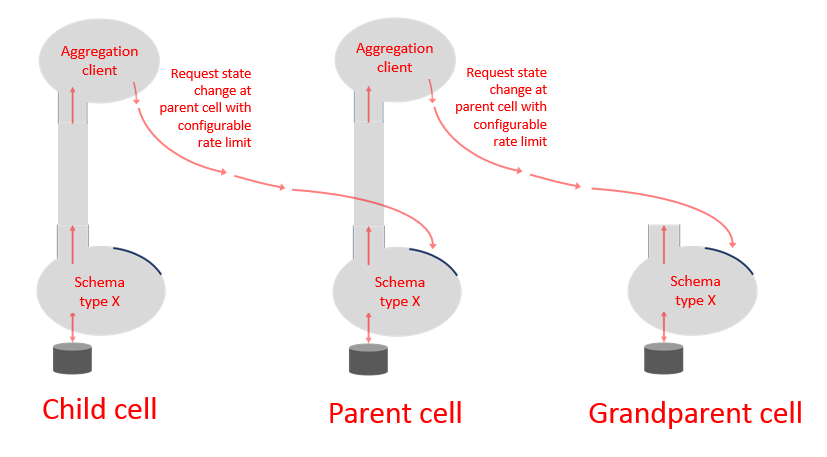 Aggregation
client
Request state
change at
parent cell with
configurable
rate limit
Aggregation
client
Request state
change at
parent cell with
configurable
rate limit
Schema
type X
Schema
type X
Schema
type X
Child cell
Parent cell
Grandparent cell